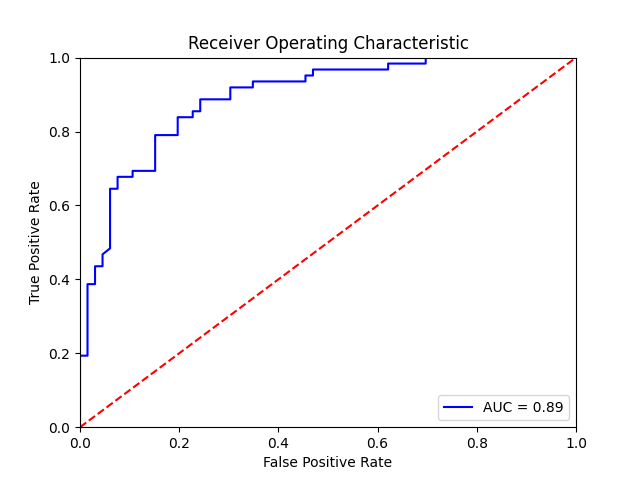 Receiver Operating Characteristic
1.0
0.8
0.6
0.4
0.2
0.0
True Positive Rate
AUC = 0.89
0.0 0.2 0.4 0.6 0.8 1.0
False Positive Rate